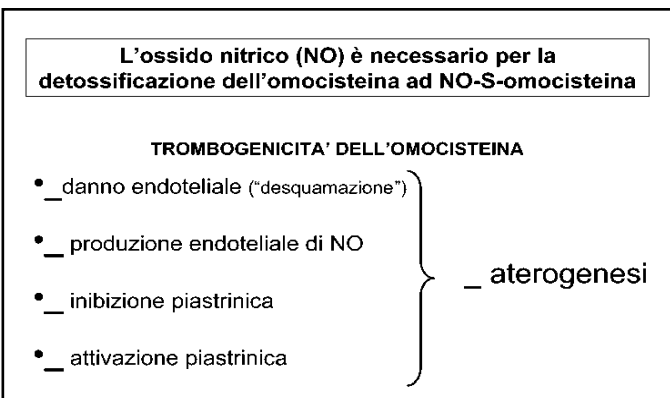 L'ossido nitrico (NO) è necessario per la
detossificazione dell'omocisteina ad NO-S-omocisteina
TROMBOGENICITA' DELL'OMOCISTEINA
•_danno endoteliale ("desquamazione")
•_ produzione endoteliale di NO
•_ inibizione piastrinica
•_ attivazione piastrinica
_ aterogenesi